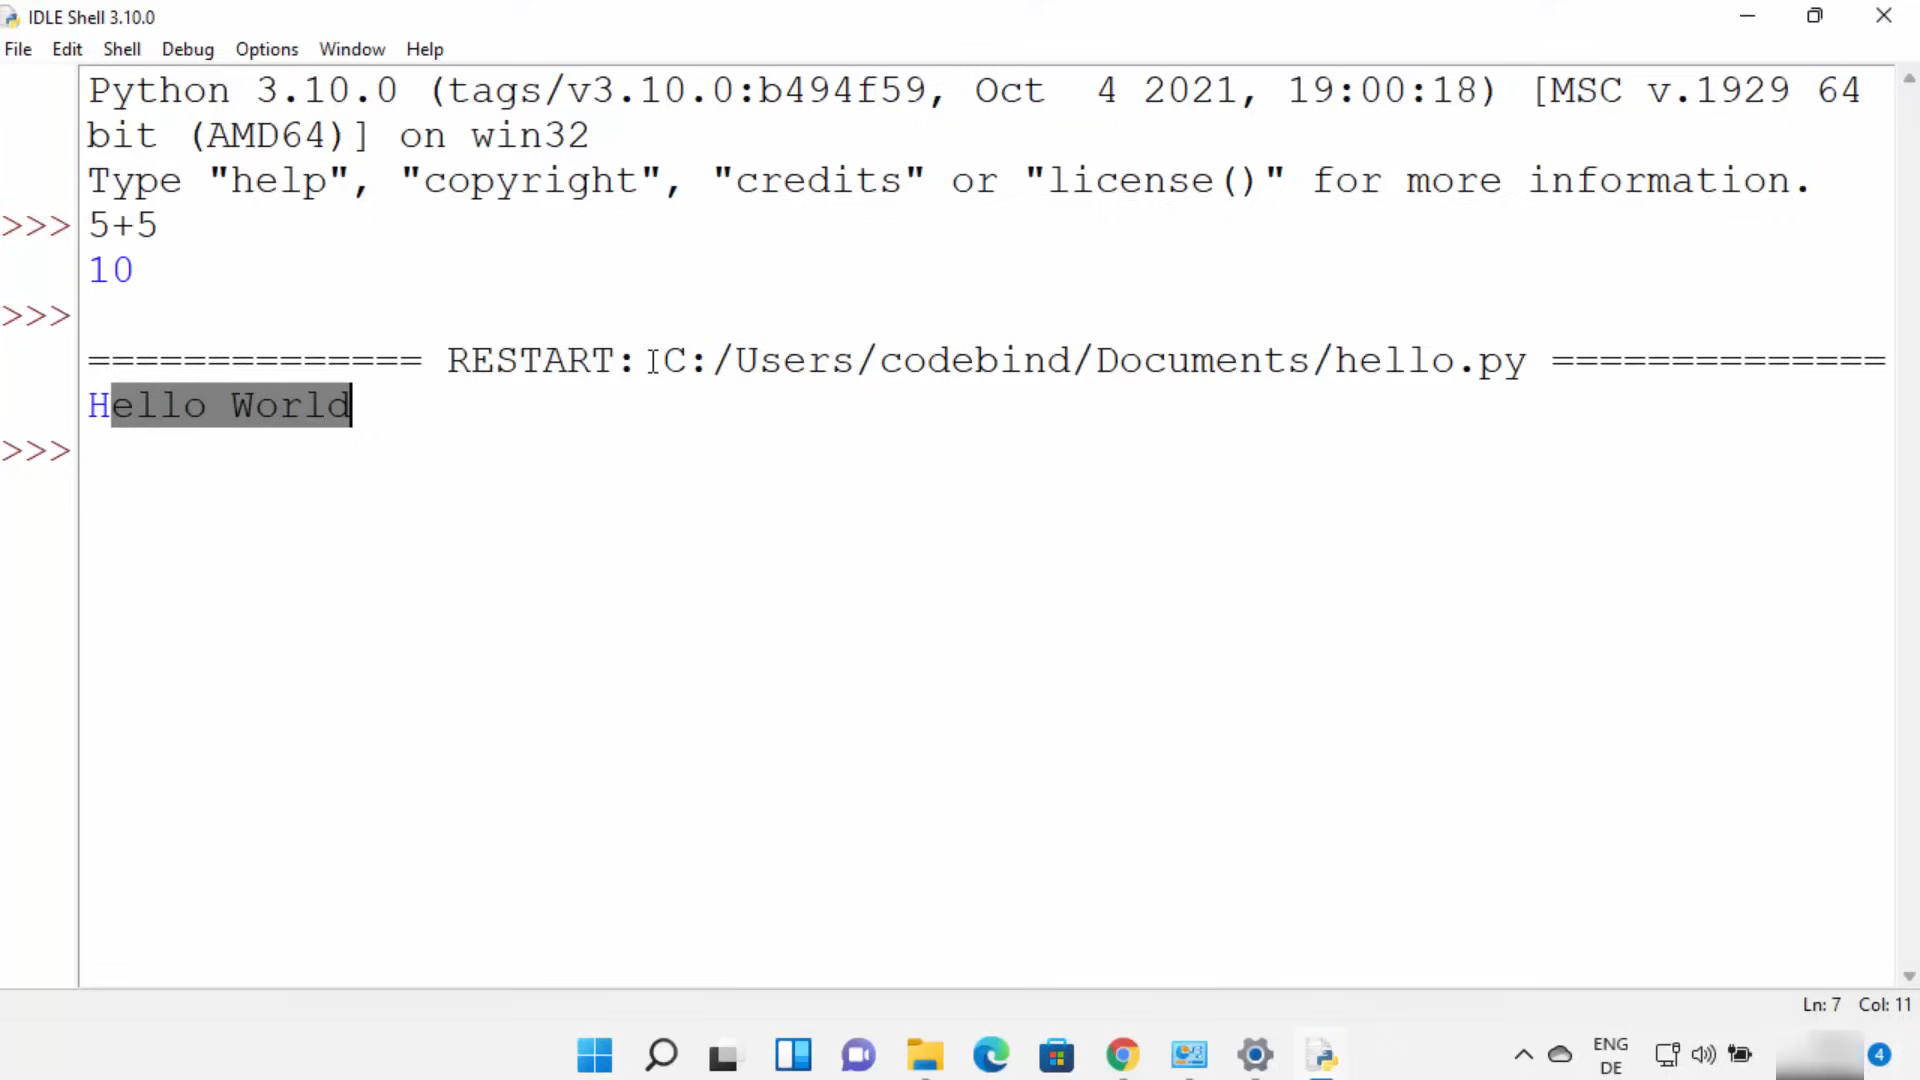 IDLE Shell 3.10.0
File Edit Shell Debug Options Window Help
Python 3.10.0 (tags/v3.10.0:b494f59, Oct  4 2021, 19:00:18) [MSC v.1929 64
bit (AMD64)] on win32
Type "help", "copyright", "credits" or "license()" for more information.
>>> 5+5
10
>>>
============== RESTART: C:/Users/codebind/Documents/hello.py ==============
Hello World
>>>
Ln: 7 Col: 11
ENG
DE
4